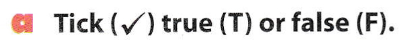 a Tick (✓) true (T) or false (F).